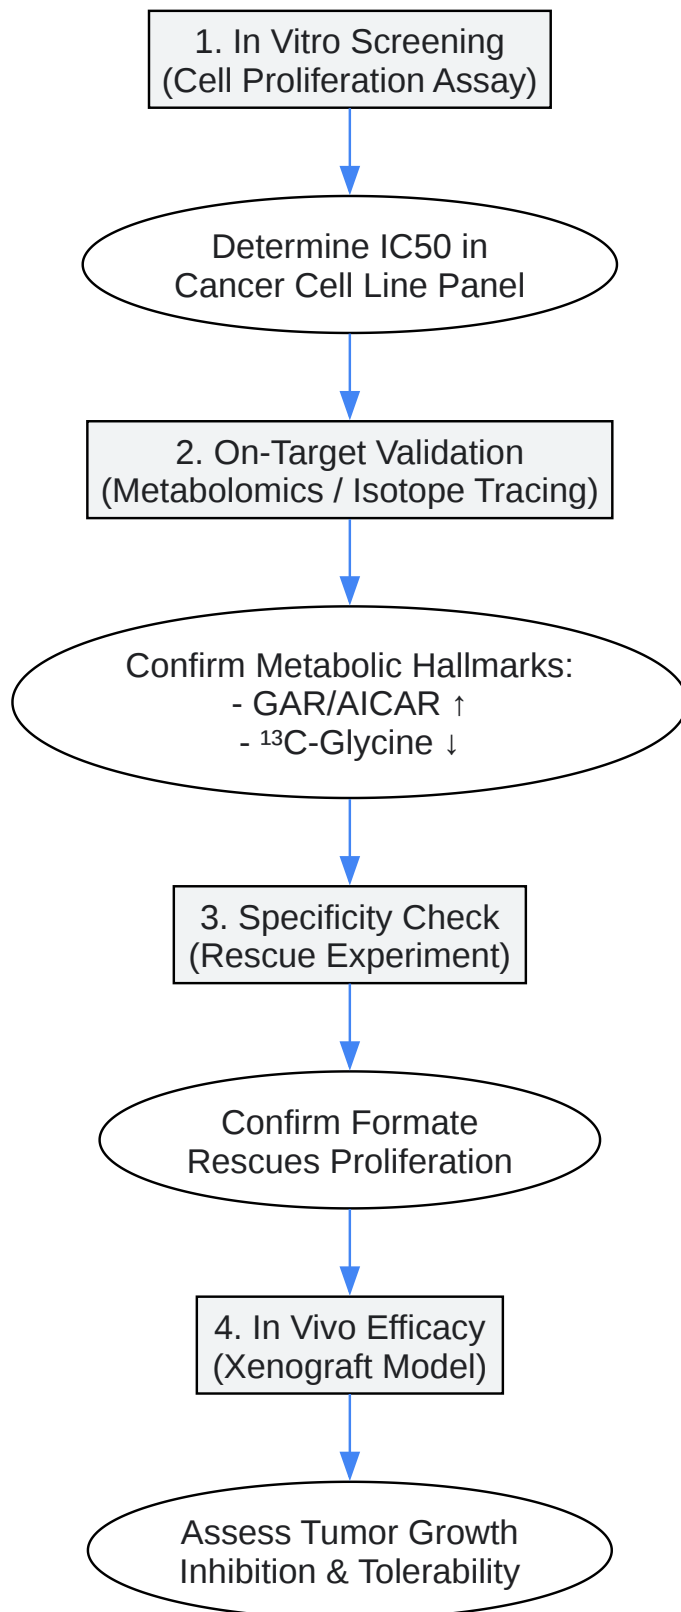 1. In Vitro Screening
(Cell Proliferation Assay)
Determine IC50 in
Cancer Cell Line Panel
2. On-Target Validation
(Metabolomics / Isotope Tracing)
Confirm Metabolic Hallmarks:
- GAR/AICAR ↑
- ¹³C-Glycine ↓
3. Specificity Check
(Rescue Experiment)
Confirm Formate
Rescues Proliferation
4. In Vivo Efficacy
(Xenograft Model)
Assess Tumor Growth
Inhibition & Tolerability